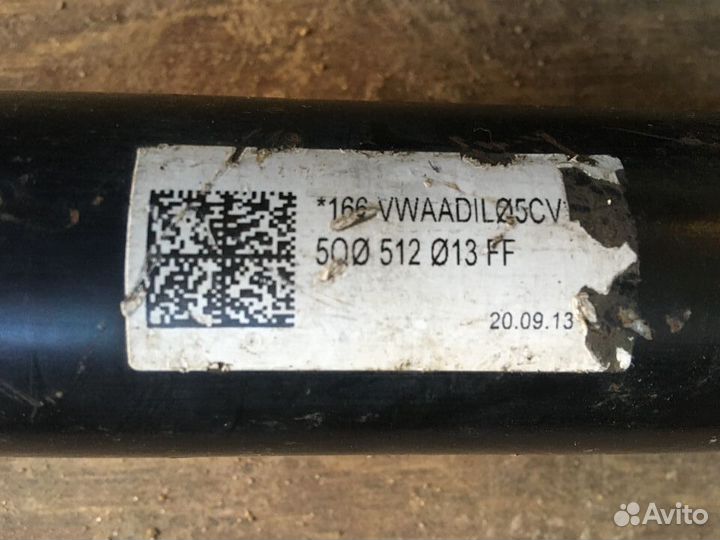 *166 VWAADILØ5CV
5QØ 512 Ø13 FF
20.09.13
Avito